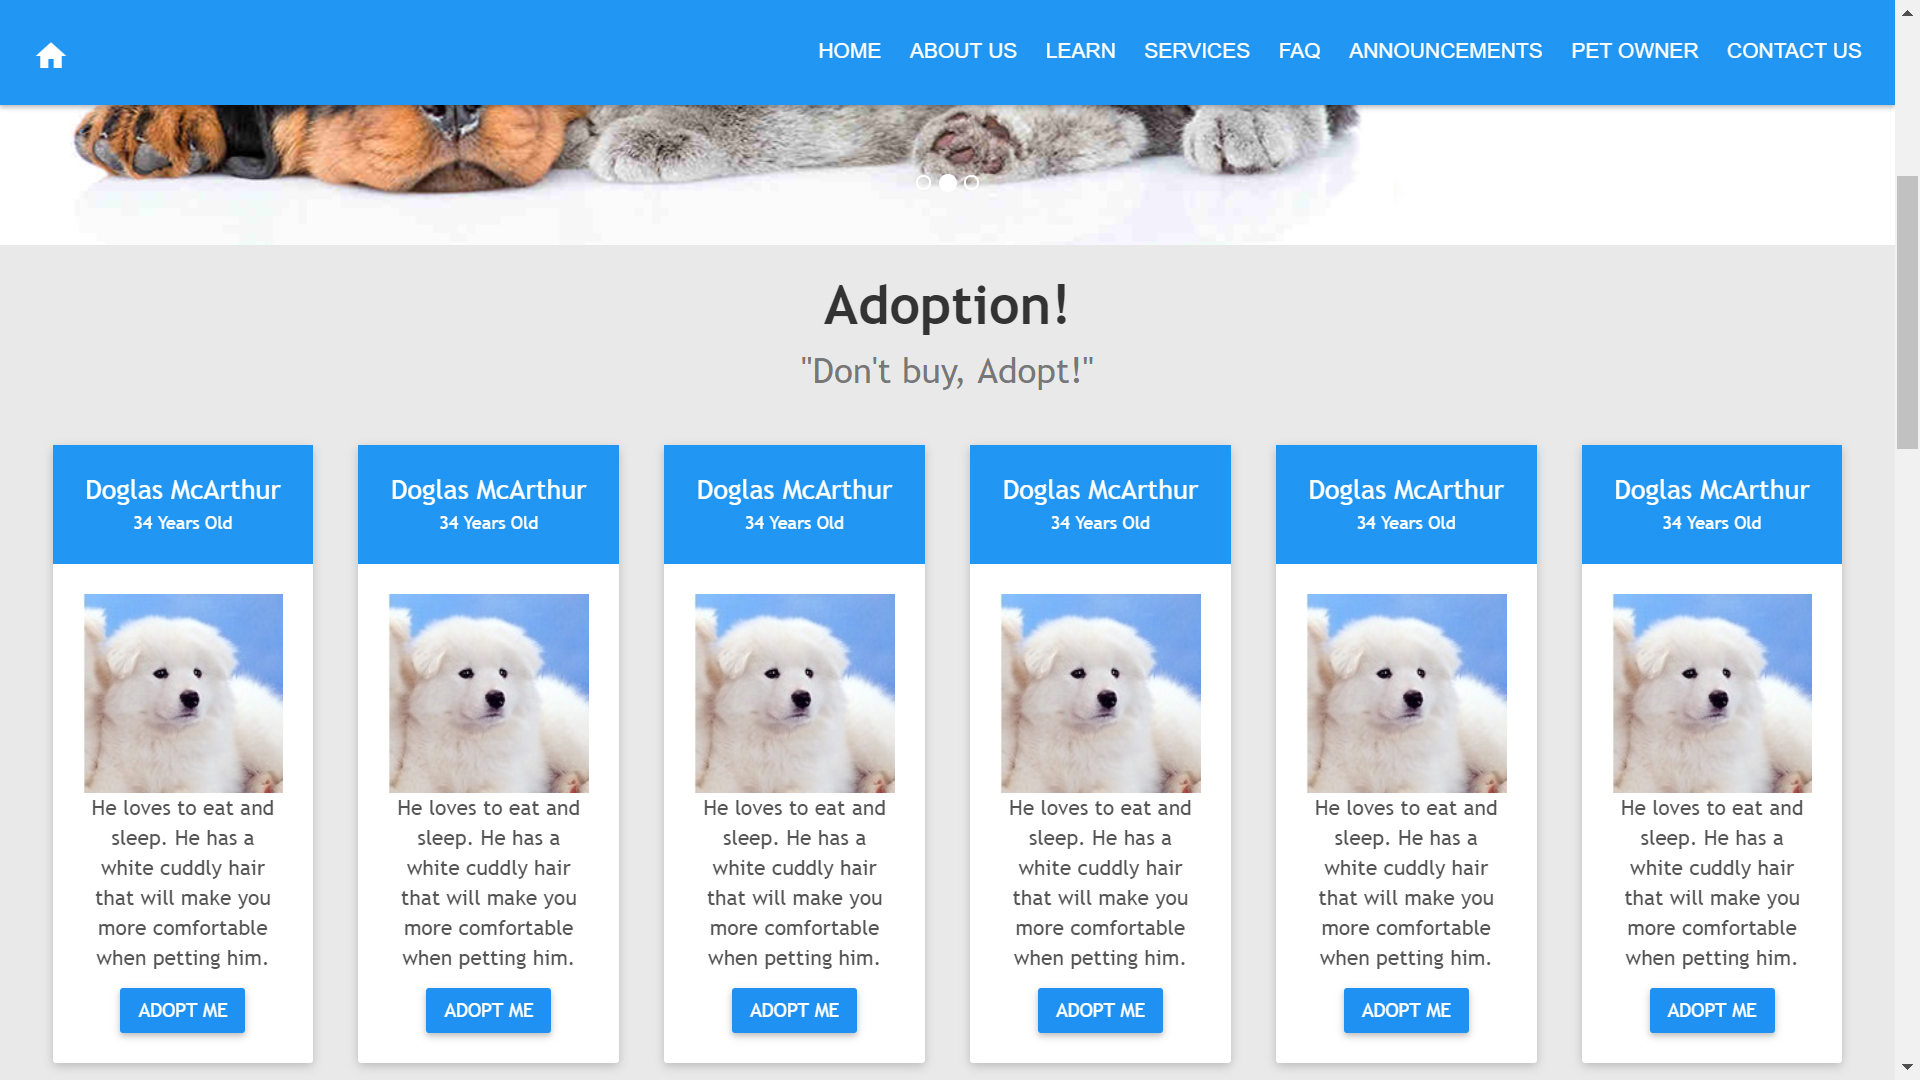 HOME ABOUT US LEARN SERVICES FAQ ANNOUNCEMENTS PET OWNER CONTACT US
Adoption!
"Don't buy, Adopt!"
Doglas McArthur
34 Years Old
He loves to eat and
sleep. He has a
white cuddly hair
that will make you
more comfortable
when petting him.
ADOPT ME
Doglas McArthur
34 Years Old
He loves to eat and
sleep. He has a
white cuddly hair
that will make you
more comfortable
when petting him.
ADOPT ME
Doglas McArthur
34 Years Old
He loves to eat and
sleep. He has a
white cuddly hair
that will make you
more comfortable
when petting him.
ADOPT ME
Doglas McArthur
34 Years Old
He loves to eat and
sleep. He has a
white cuddly hair
that will make you
more comfortable
when petting him.
ADOPT ME
Doglas McArthur
34 Years Old
He loves to eat and
sleep. He has a
white cuddly hair
that will make you
more comfortable
when petting him.
ADOPT ME
Doglas McArthur
34 Years Old
He loves to eat and
sleep. He has a
white cuddly hair
that will make you
more comfortable
when petting him.
ADOPT ME